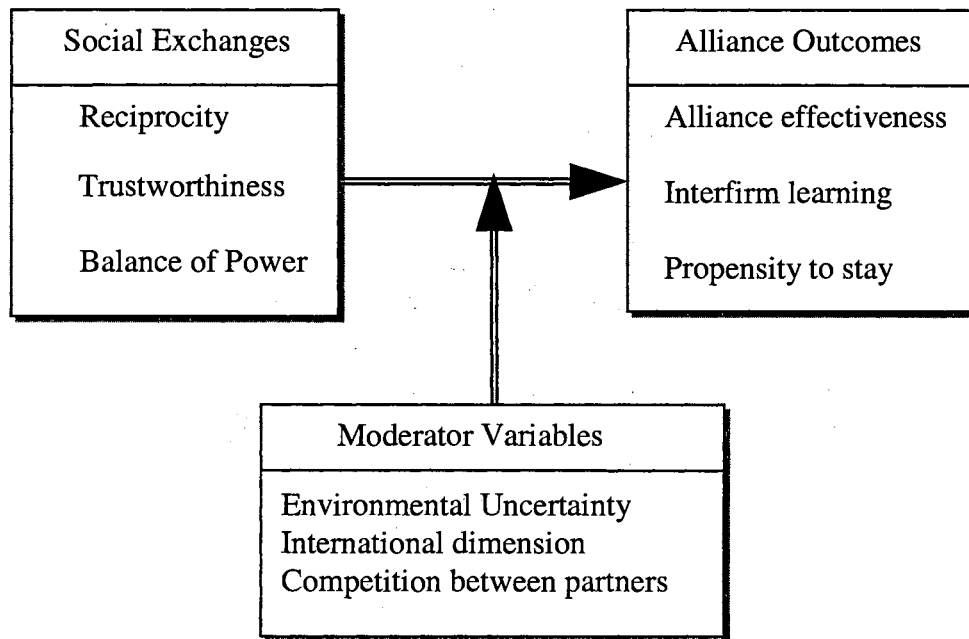 Social Exchanges
Reciprocity
Trustworthiness
Balance of Power
Alliance Outcomes
Alliance effectiveness
Interfirm learning
Propensity to stay
Moderator Variables
Environmental Uncertainty
International dimension
Competition between partners